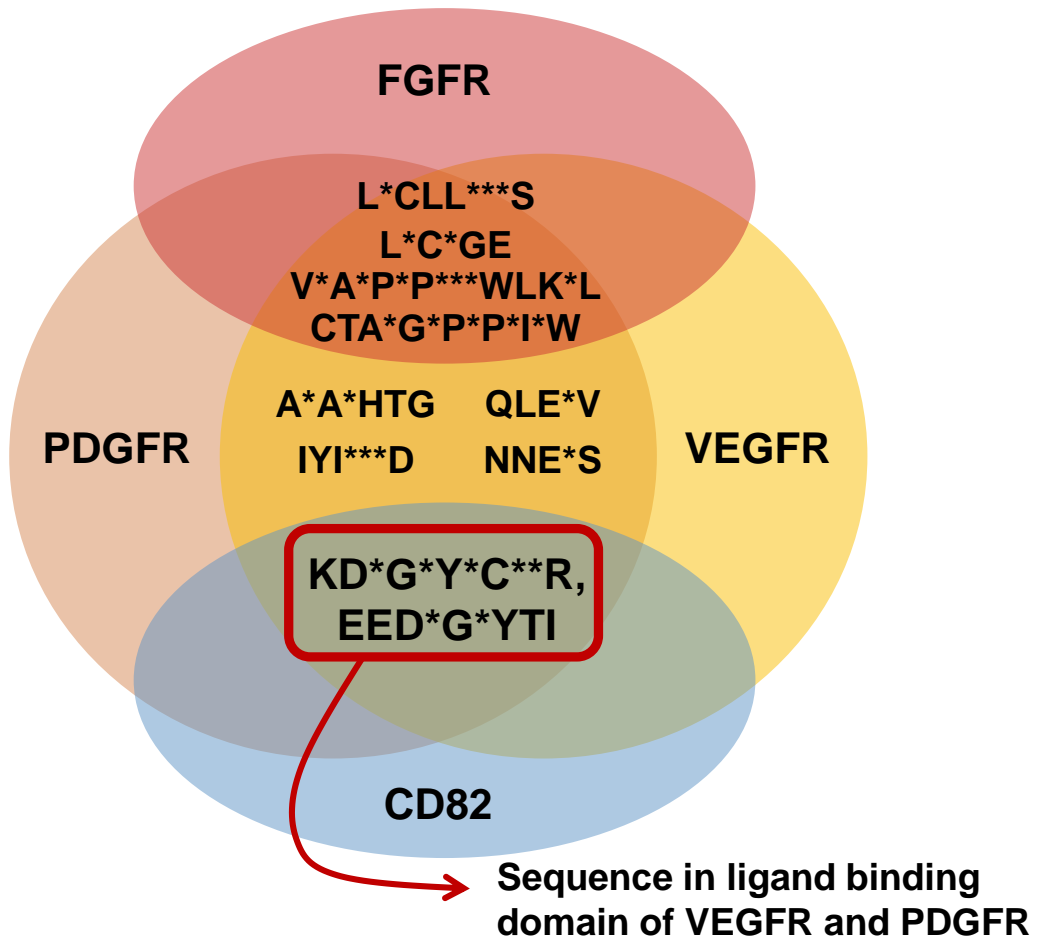 FGFR
L*CLL***S
L*C*GE
V*A*P*P***WLK*L
CTA*G*P*P*I*W
A*A*HTG QLE*V
PDGFR
IYI***D NNE*S
VEGFR
KD*G*Y*C**R,
EED*G*YTI
CD82
Sequence in ligand binding
domain of VEGFR and PDGFR